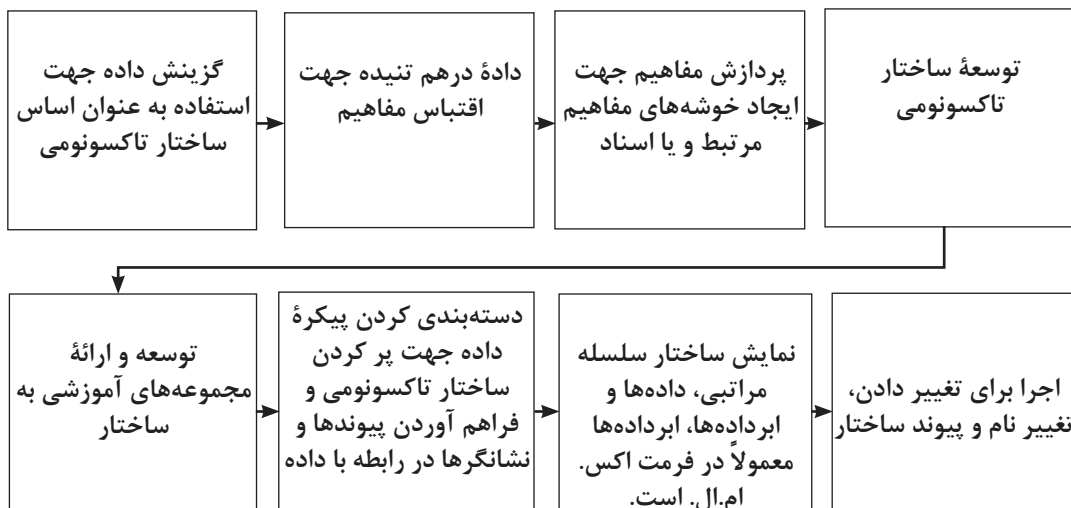 گزینش داده جهت
استفاده به عنوان اساس
ساختار تاکسونومی
دادهٔ درهم تنیده جهت
اقتباس مفاهیم
پردازش مفاهیم جهت
ایجاد خوشه‌های مفاهیم
مرتبط و یا اسناد
توسعهٔ ساختار
تاکسونومی
توسعه و ارائهٔ
مجموعه‌های آموزشی به
ساختار
دسته‌بندی کردن پیکرهٔ
داده جهت پر کردن
ساختار تاکسونومی و
فراهم آوردن پیوندها و
نشانگرها در رابطه با داده
نمایش ساختار سلسله
مراتبی، داده‌ها و
ابرداده‌ها، ابرداده‌ها
معمولاً در فرمت اکس.
ام.ال. است.
اجرا برای تغییر دادن،
تغییر نام و پیوند ساختار